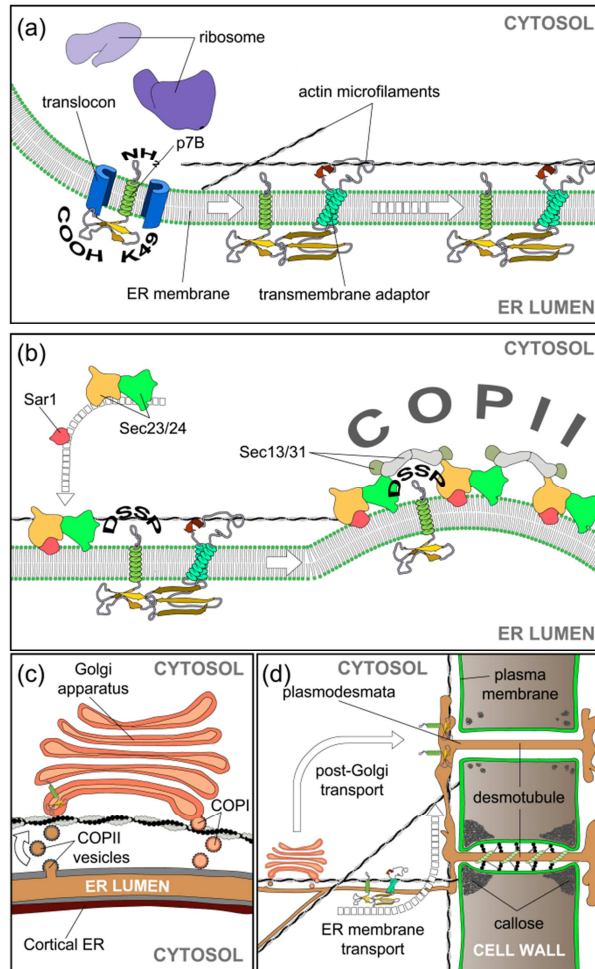 (a)
CYTOSOL
ribosome
translocon
actin microfilaments
p7B
NH2
COOH K49
ER membrane
transmembrane adaptor
ER LUMEN
(b)
CYTOSOL
Sar1
Sec23/24
COPII
Sec13/31
DSSP
DSSP
ER LUMEN
(c)
CYTOSOL
Golgi
apparatus
COPI
COPII
vesicles
ER LUMEN
Cortical ER
CYTOSOL
(d)
CYTOSOL
plasma
membrane
plasmodesmata
post-Golgi
transport
desmotubule
ER membrane
transport
callose
CELL WALL